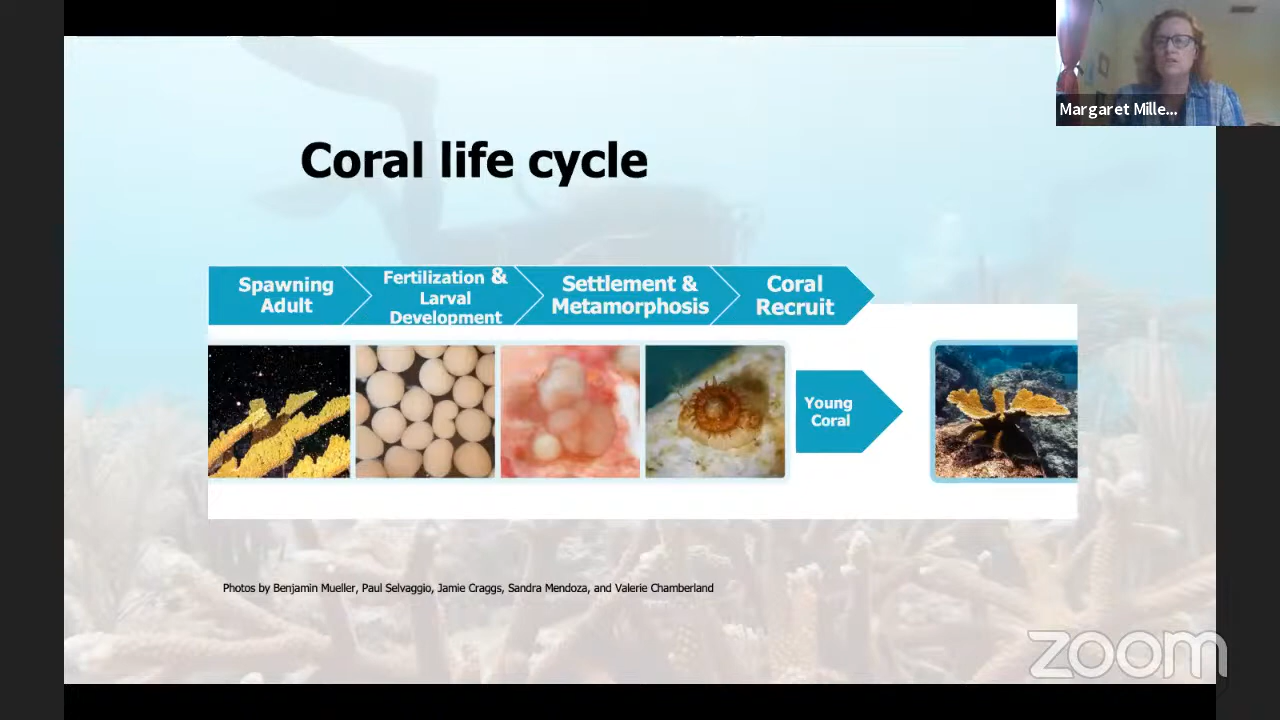 Margaret Mille...
Coral life cycle
Spawning
Adult
Fertilization &
Larval
Development
Settlement &
Metamorphosis
Coral
Recruit
Young
Coral
Photos by Benjamin Mueller, Paul Selvaggio, Jamie Craggs, Sandra Mendoza, and Valerie Chamberland
zoom